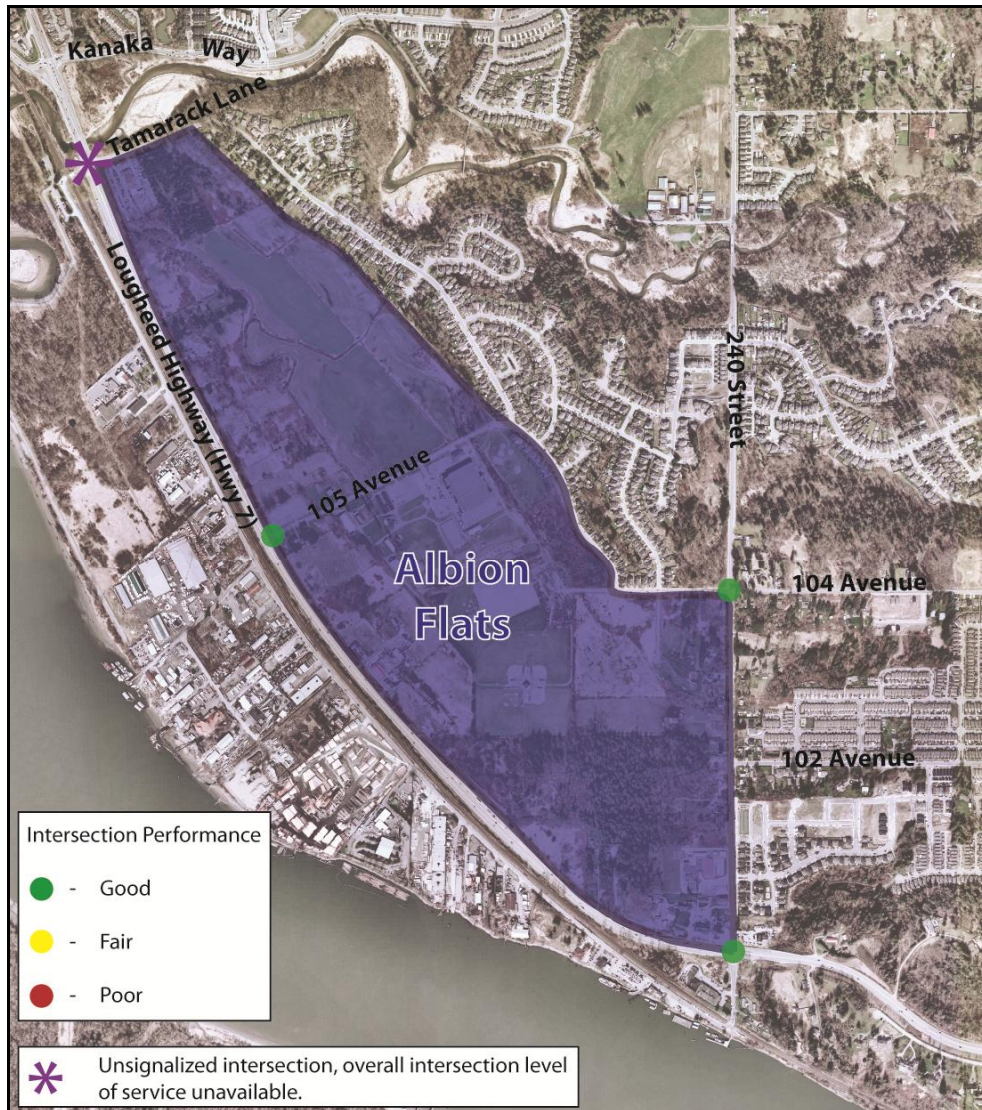 Kanaka Way
Tamarack Lane
Lougheed Highway (Hwy 7)
240 Street
105 Avenue
Albion
Flats
104 Avenue
102 Avenue
Intersection Performance
- Good
- Fair
- Poor
Unsignalized intersection, overall intersection level
of service unavailable.